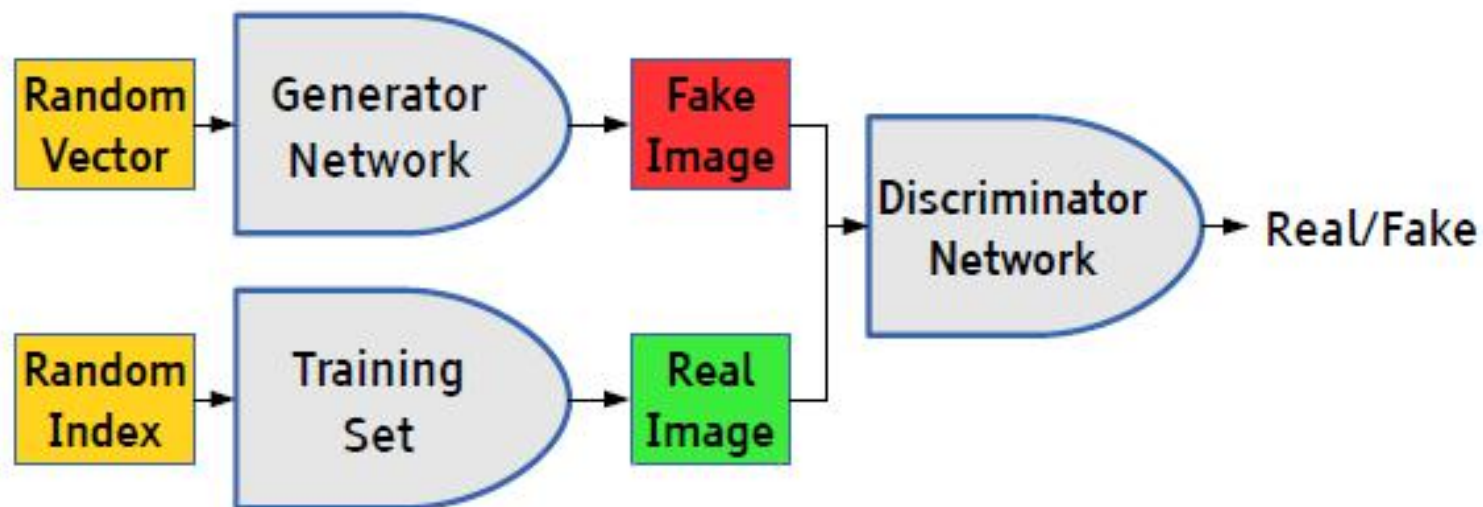 Random
Vector
Generator
Network
Fake
Image
Discriminator
Network
Real/Fake
Random
Index
Training
Set
Real
Image